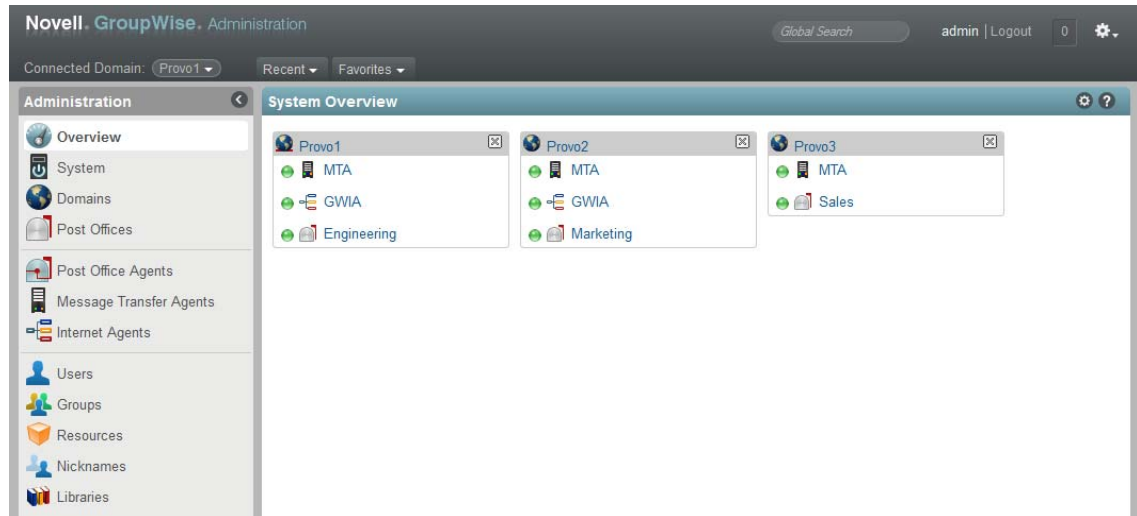 Novell. GroupWise. Administration
Global Search
admin | Logout
0
Connected Domain: Provo1
Recent
Favorites
Administration
Overview
System
Domains
Post Offices
Post Office Agents
Message Transfer Agents
Internet Agents
Users
Groups
Resources
Nicknames
Libraries
System Overview
?
Provo1
MTA
GWIA
Engineering
Provo2
MTA
GWIA
Marketing
Provo3
MTA
Sales